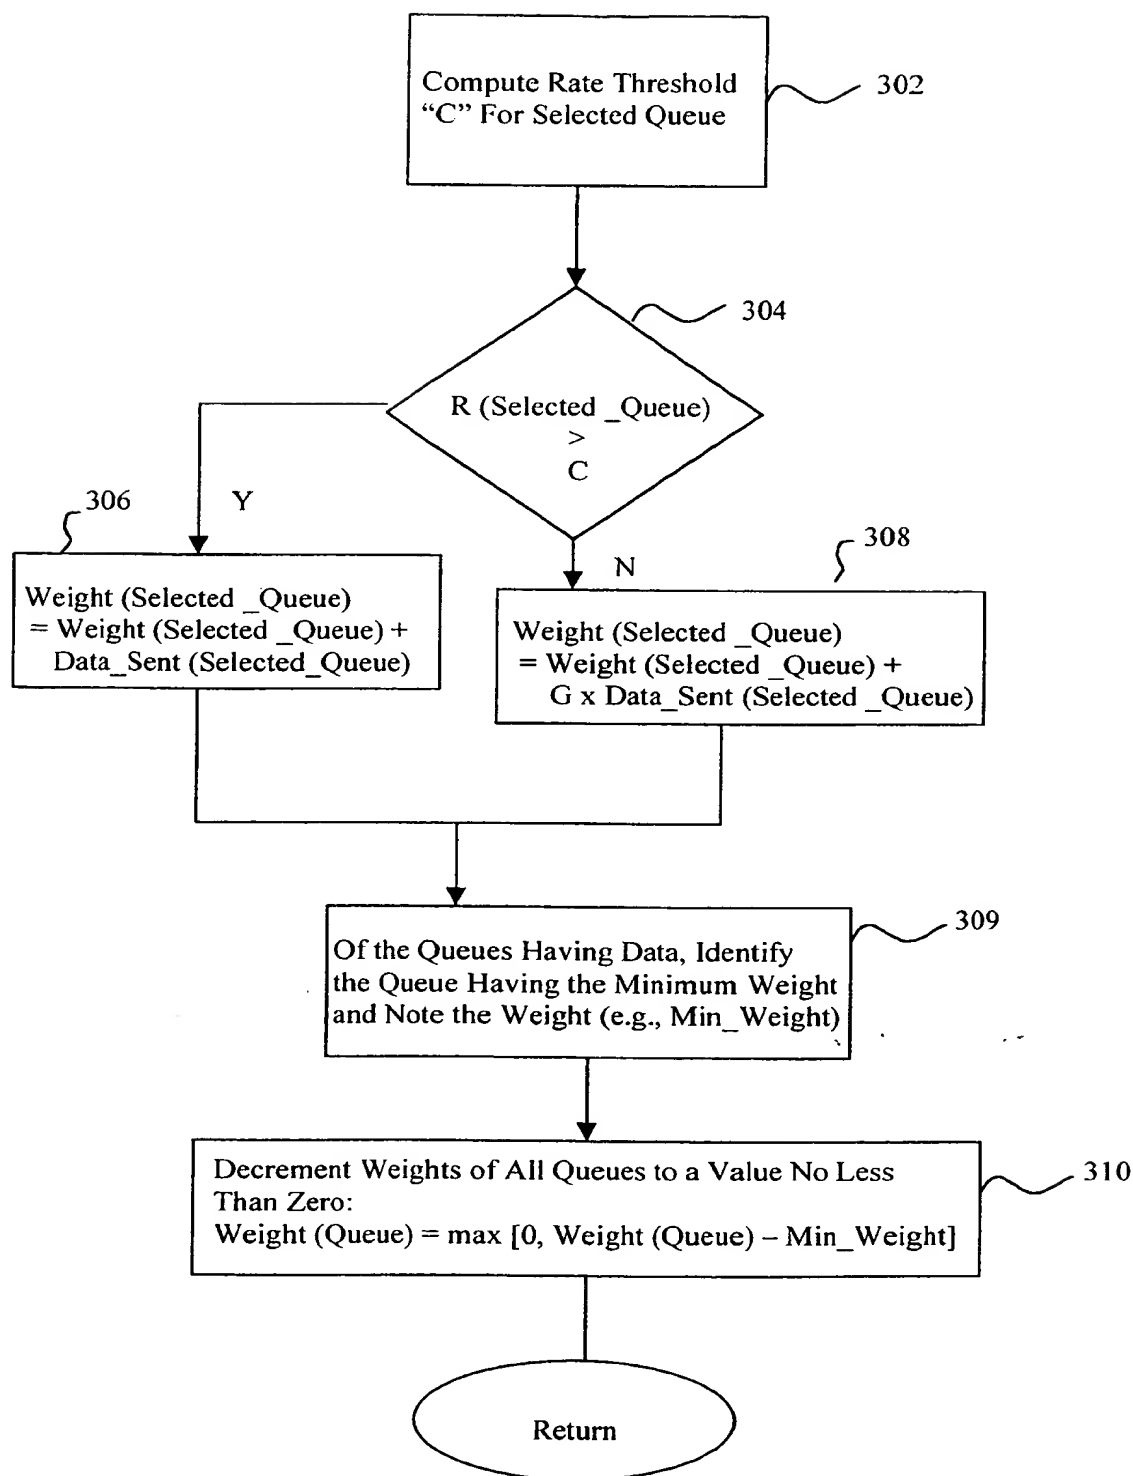 Compute Rate Threshold
“C” For Selected Queue
302
304
R (Selected _Queue)
>
C
Y
306
N
308
Weight (Selected _Queue)
= Weight (Selected _Queue) +
Data_Sent (Selected_Queue)
Weight (Selected _Queue)
= Weight (Selected _Queue) +
G x Data_Sent (Selected _Queue)
309
Of the Queues Having Data, Identify
the Queue Having the Minimum Weight
and Note the Weight (e.g., Min_Weight)
310
Decrement Weights of All Queues to a Value No Less
Than Zero:
Weight (Queue) = max [0, Weight (Queue) – Min_Weight]
Return